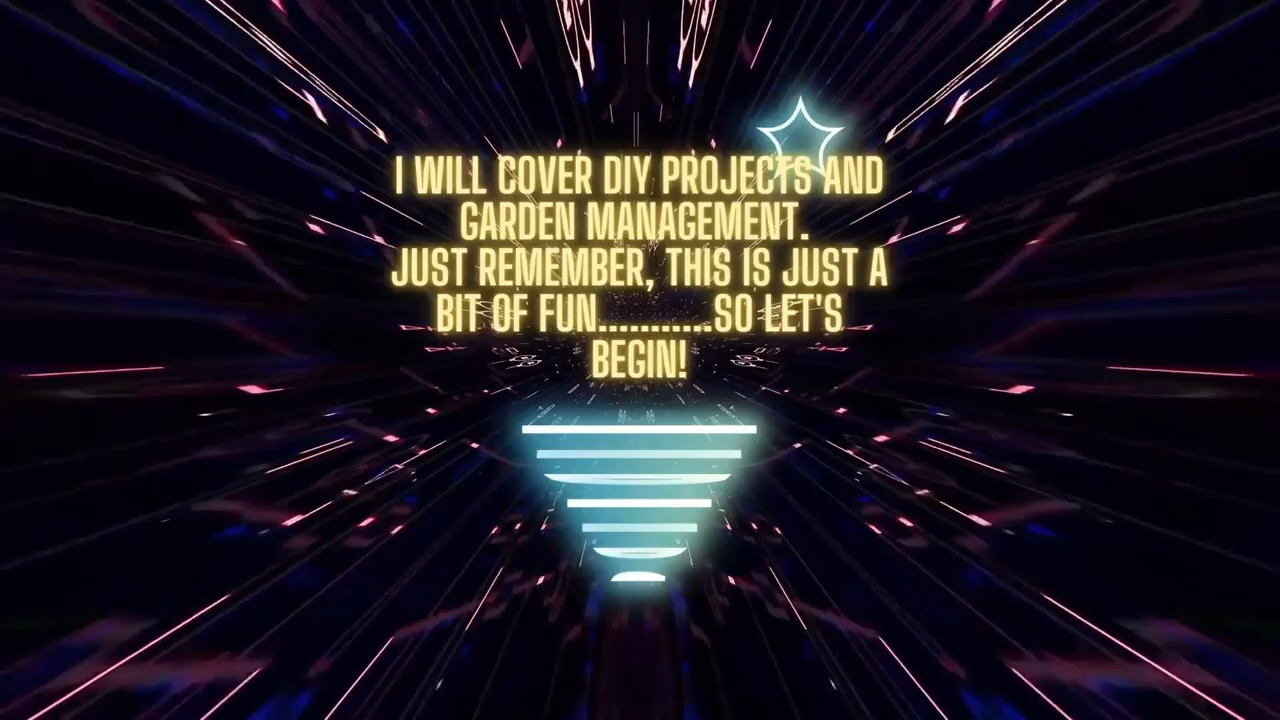 I WILL COVER DIY PROJECTS AND
GARDEN MANAGEMENT.
JUST REMEMBER, THIS IS JUST A
BIT OF FUN...........SO LET'S
BEGIN!